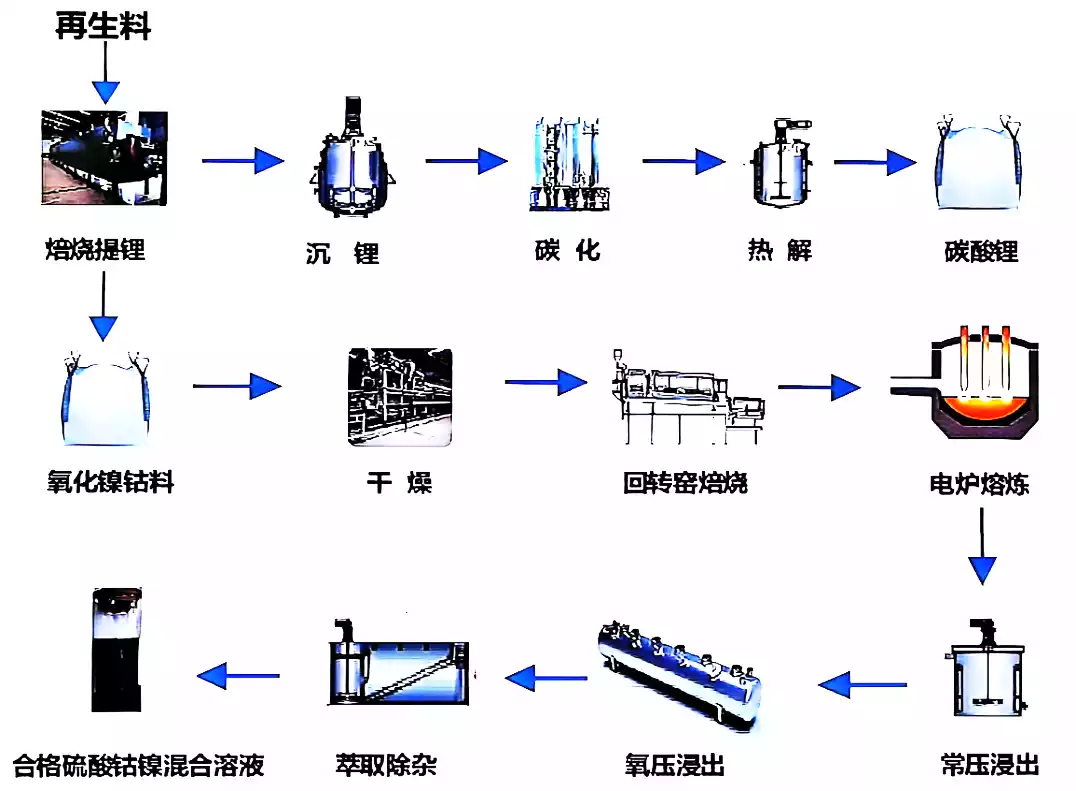 再生料
焙烧提锂
沉 锂
碳 化
热 解
碳酸锂
氧化镍钴料
干 燥
回转窑焙烧
电炉熔炼
常压浸出
氧压浸出
萃取除杂
合格硫酸钴镍混合溶液